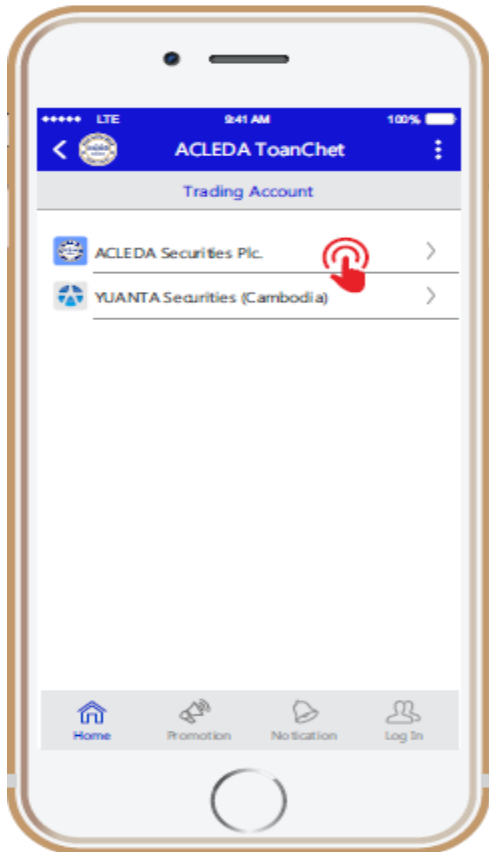 LTE 9:41 AM 100%
ACLEDA ToanChet
Trading Account
ACLEDA Securities Plc.
YUANTA Securities (Cambodia)
Home Promotion Notication Log In